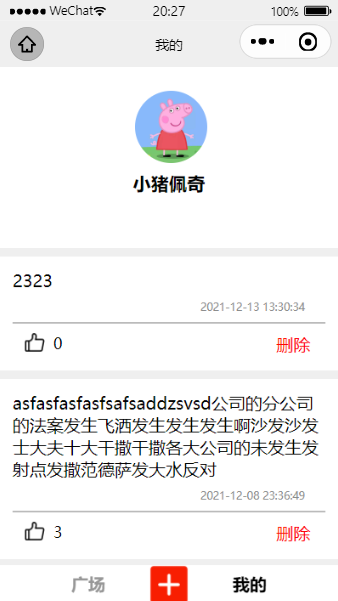 WeChat 20:27 100%
我的
小猪佩奇
2323
2021-12-13 13:30:34
0 删除
asfasfasfasfsafsaddzsvsd公司的分公司
的法案发生飞洒发生发生发生啊沙发沙发
士大夫十大干撒干撒各大公司的未发生发
射点发撒范德萨发大水反对
2021-12-08 23:36:49
3 删除
广场 我的